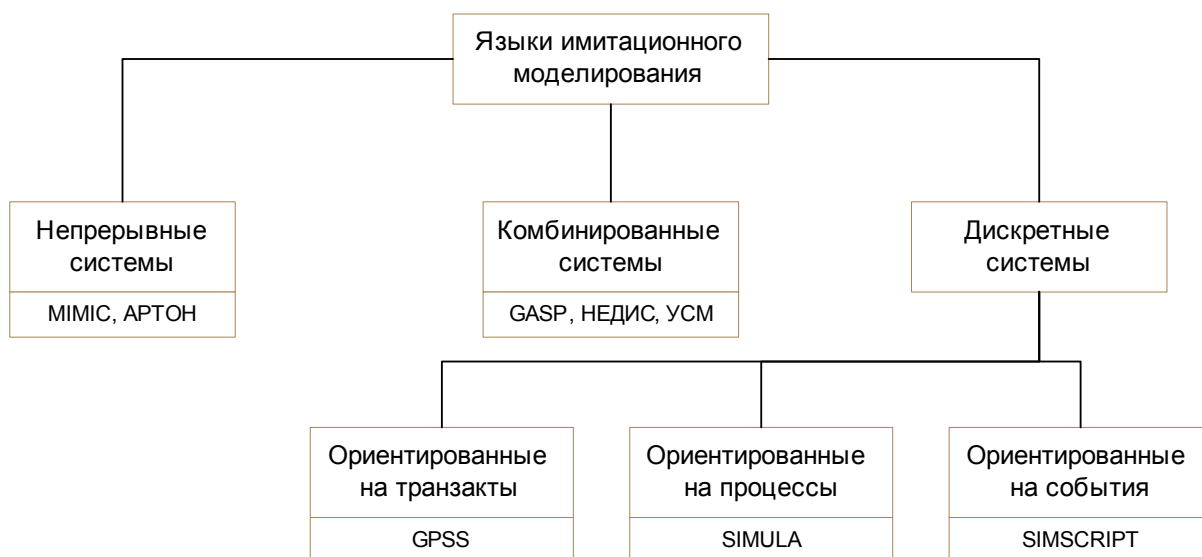 Языки имитационного
моделирования
Непрерывные
системы
MIMIC, АРТОН
Комбинированные
системы
GASP, НЕДИС, УСМ
Дискретные
системы
Ориентированные
на транзакты
GPSS
Ориентированные
на процессы
SIMULA
Ориентированные
на события
SIMSCRIPT